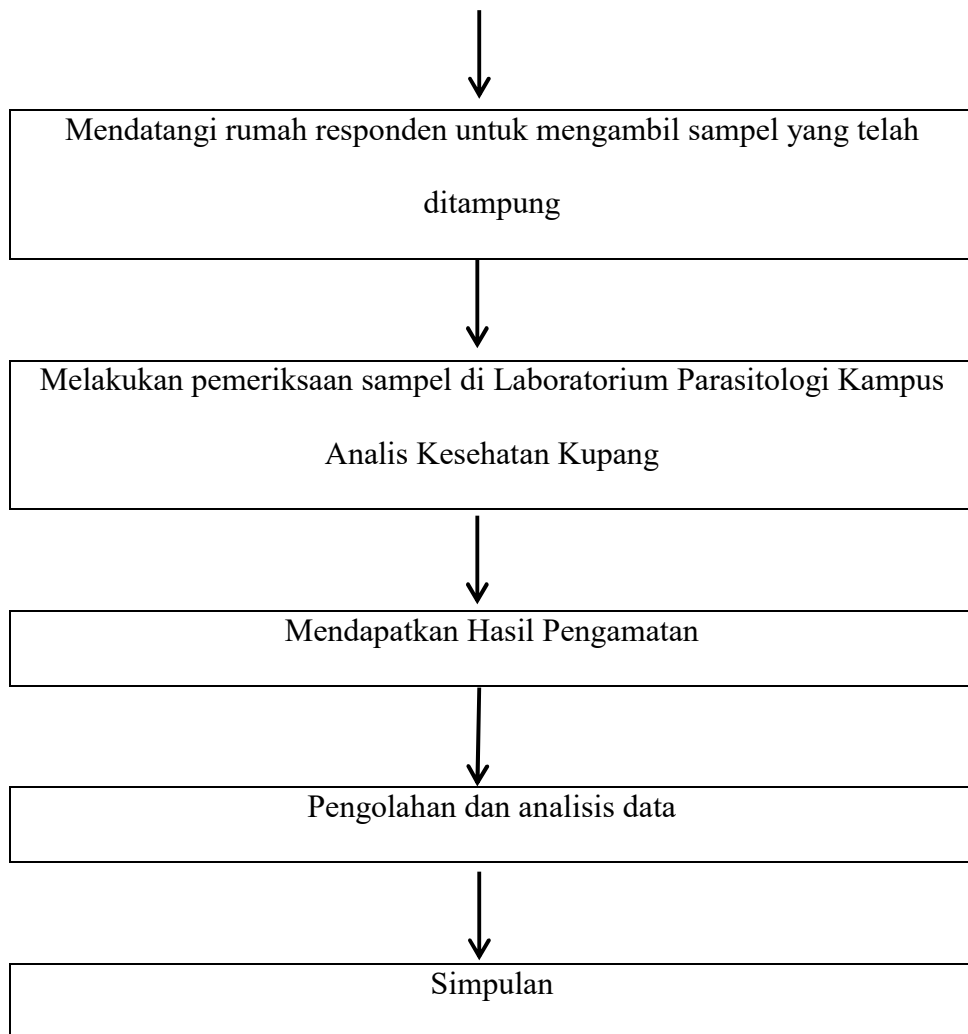 Mendatangi rumah responden untuk mengambil sampel yang telah
ditampung
Melakukan pemeriksaan sampel di Laboratorium Parasitologi Kampus
Analis Kesehatan Kupang
Mendapatkan Hasil Pengamatan
Pengolahan dan analisis data
Simpulan